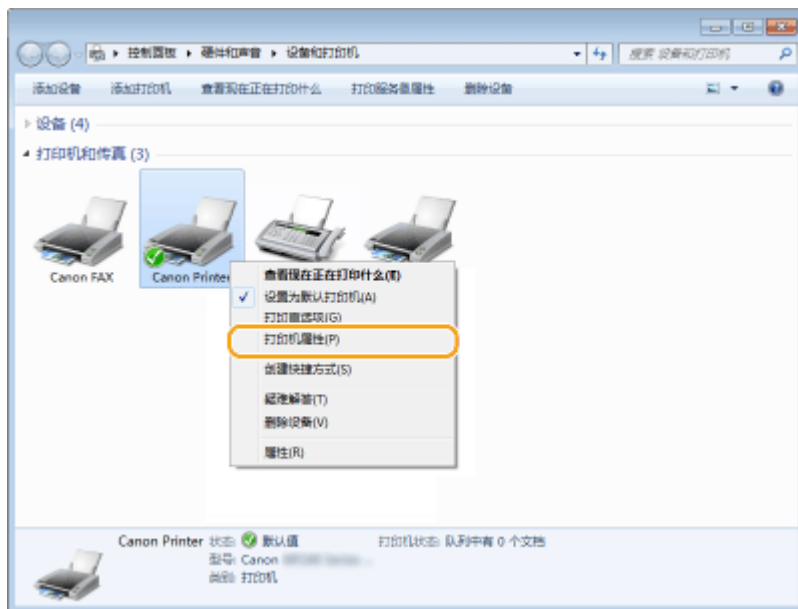 控制面板 ▸ 硬件和声音 ▸ 设备和打印机
搜索 设备和打印机
添加设备 添加打印机 查看现在正在打印什么 打印服务器属性 删除设备
设备 (4)
打印机和传真 (3)
Canon FAX
Canon Printer
查看现在正在打印什么(E)
设置为默认打印机(A)
打印首选项(G)
打印机属性(P)
创建快捷方式(S)
疑难解答(T)
删除设备(V)
属性(R)
Canon Printer 状态: 默认值 打印机状态: 队列中有 0 个文档
型号: Canon
类别: 打印机